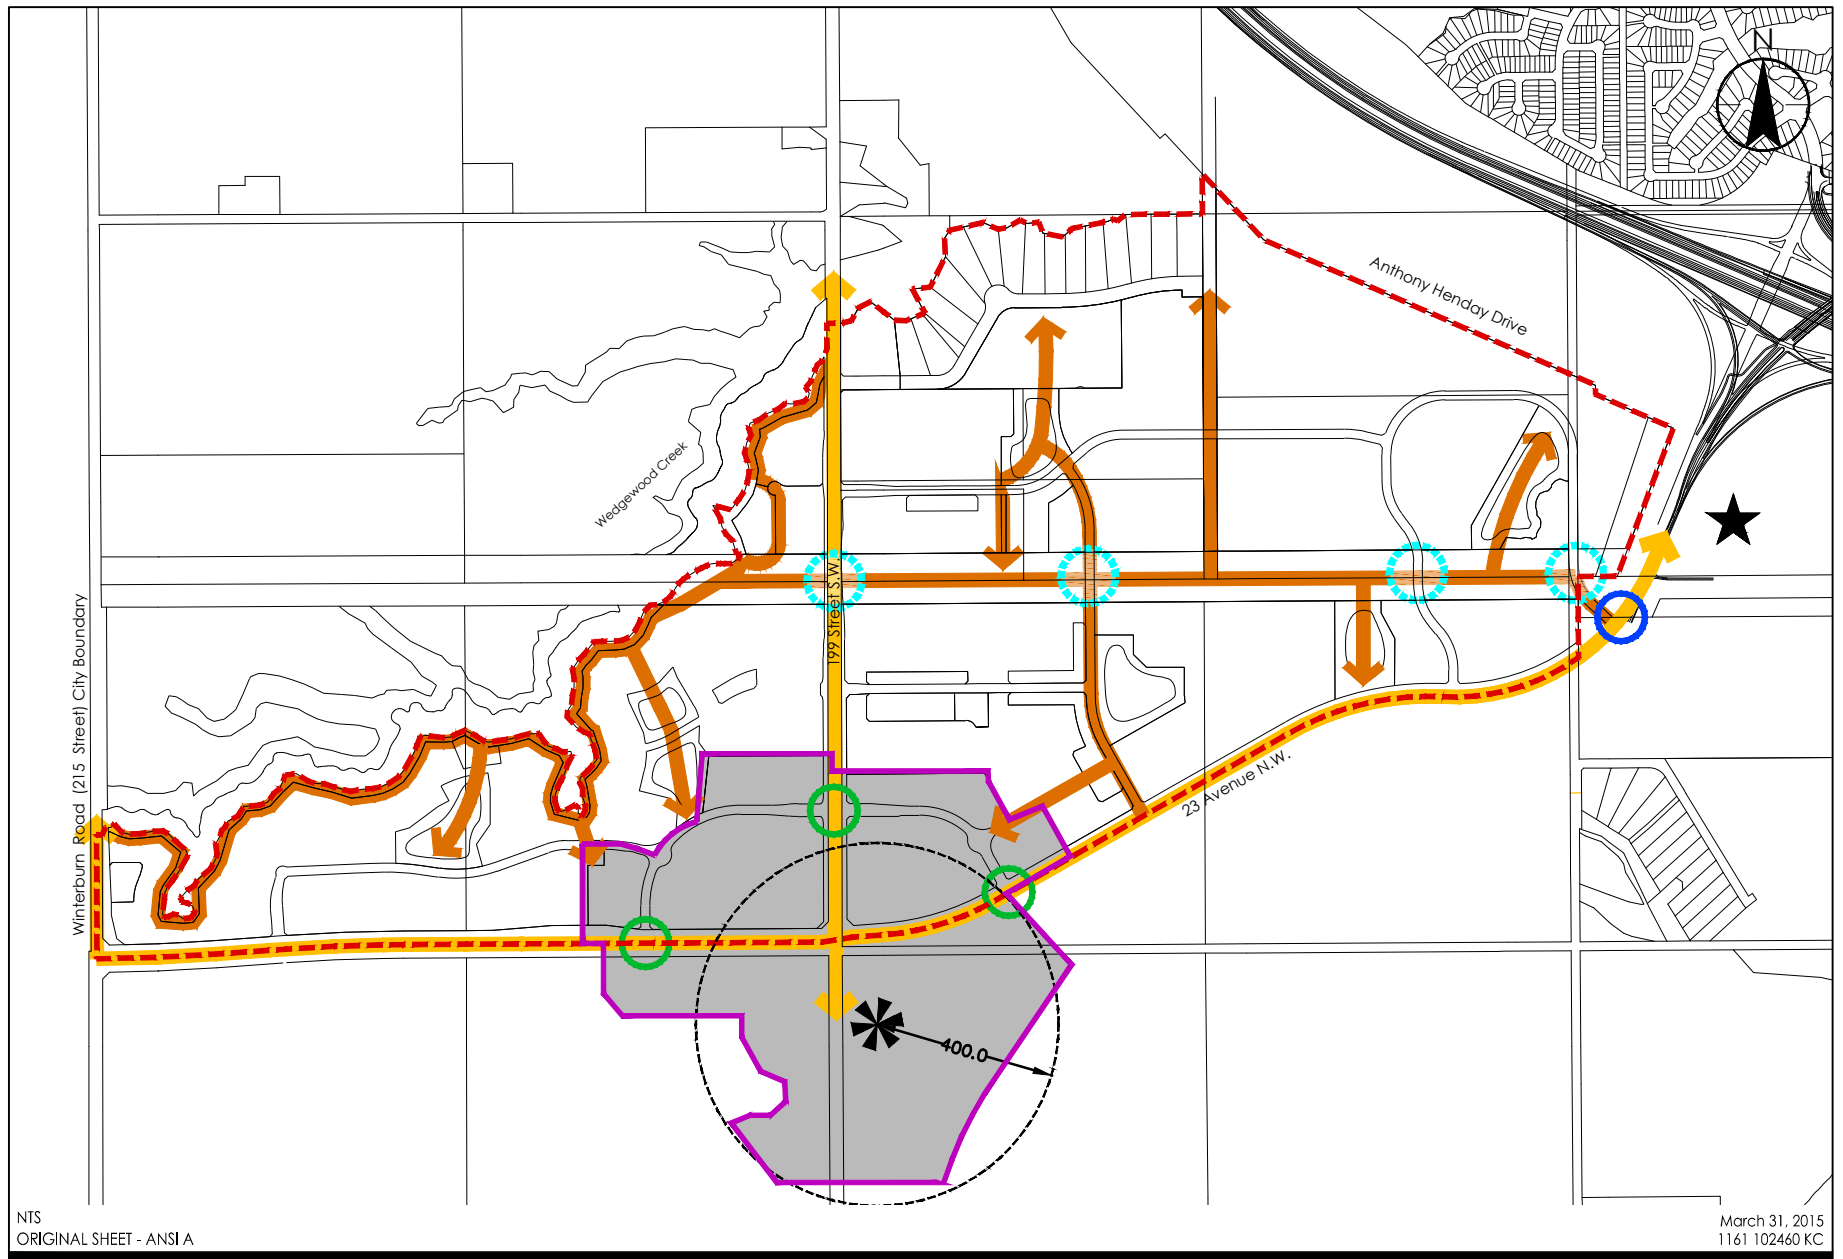 N
Anthony Henday Drive
Wedgewood Creek
199 Street S.W.
Winterburn Road (215 Street) City Boundary
23 Avenue N.W.
400.0
NTS
ORIGINAL SHEET - ANSI A
March 31, 2015
1161 102460 KC